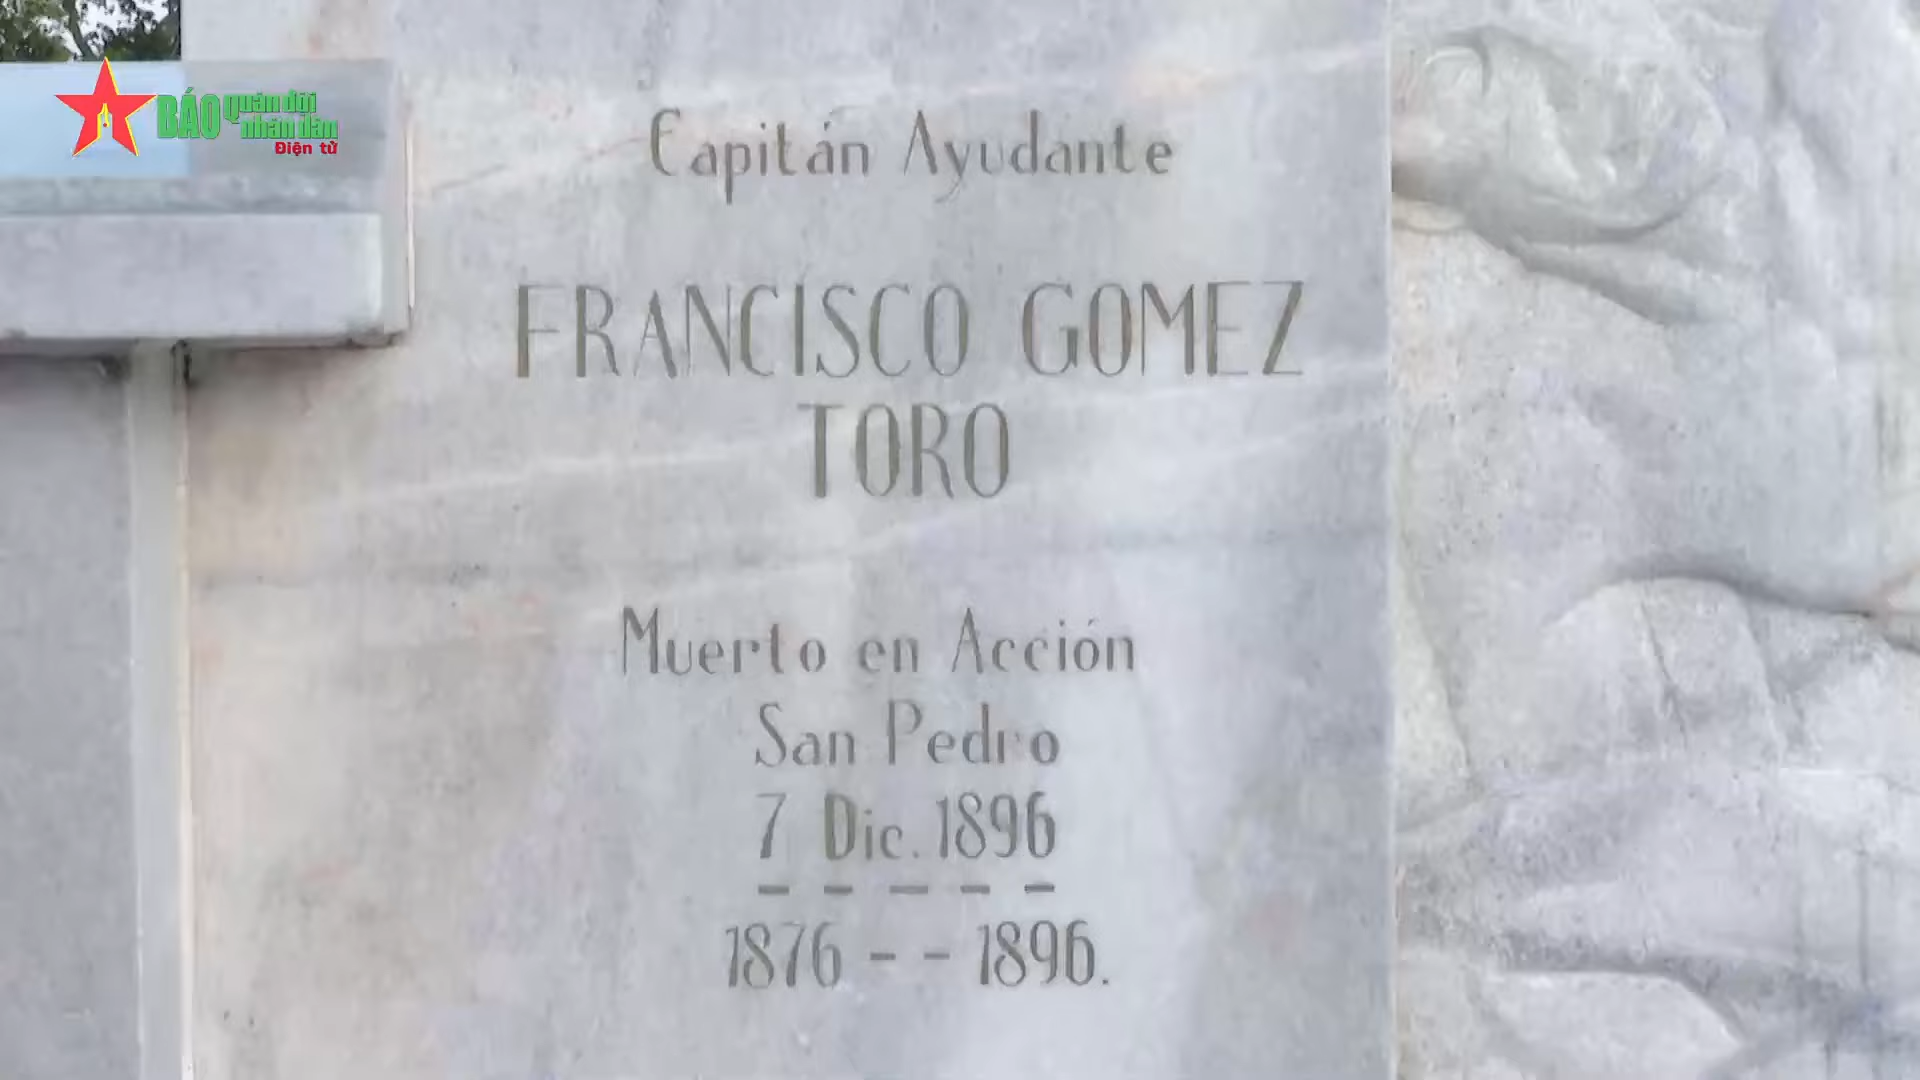 BÁO Quân đội
nhân dân
Điện tử
Capitán Ayudante
FRANCISCO GOMEZ
TORO
Muerto en Acción
San Pedro
7 Dic. 1896
- - - - -
1876 - - 1896.